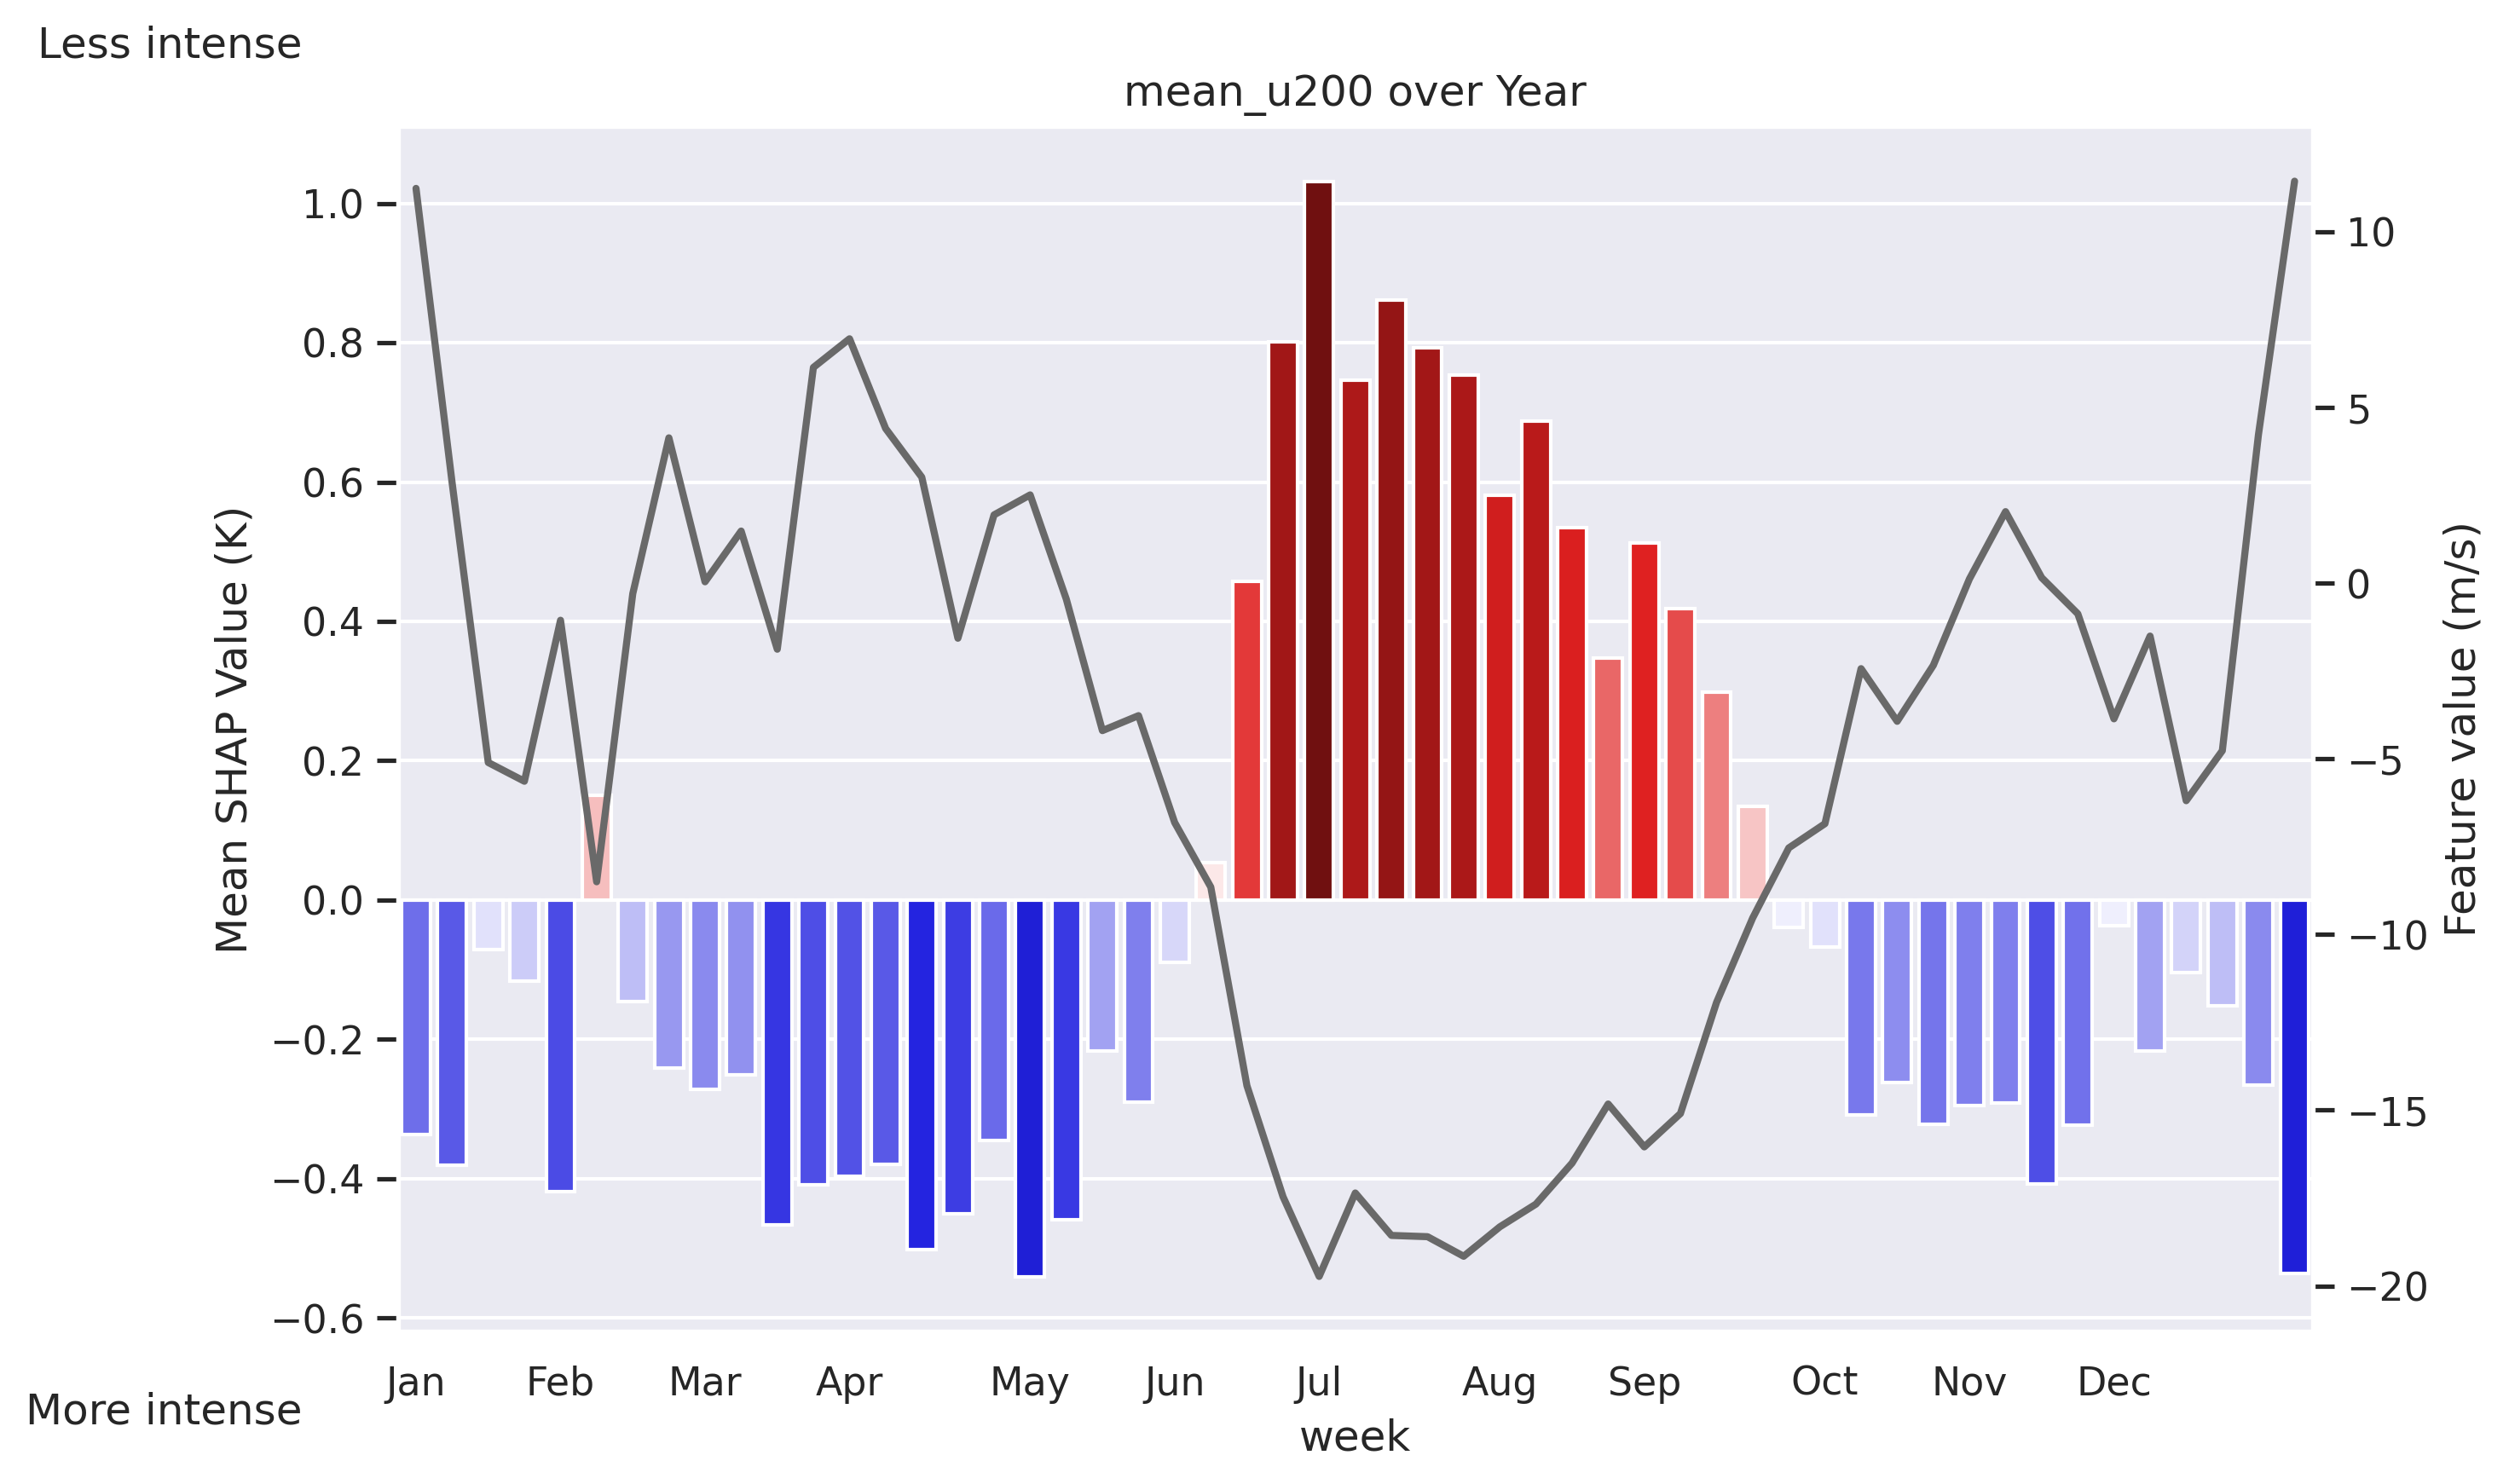 Less intense
mean_u200 over Year
Mean SHAP Value (K)
1.0
0.8
0.6
0.4
0.2
0.0
−0.2
−0.4
−0.6
10
5
0
−5
−10
−15
−20
Feature value (m/s)
Jan Feb Mar Apr May Jun Jul Aug Sep Oct Nov Dec
More intense
week